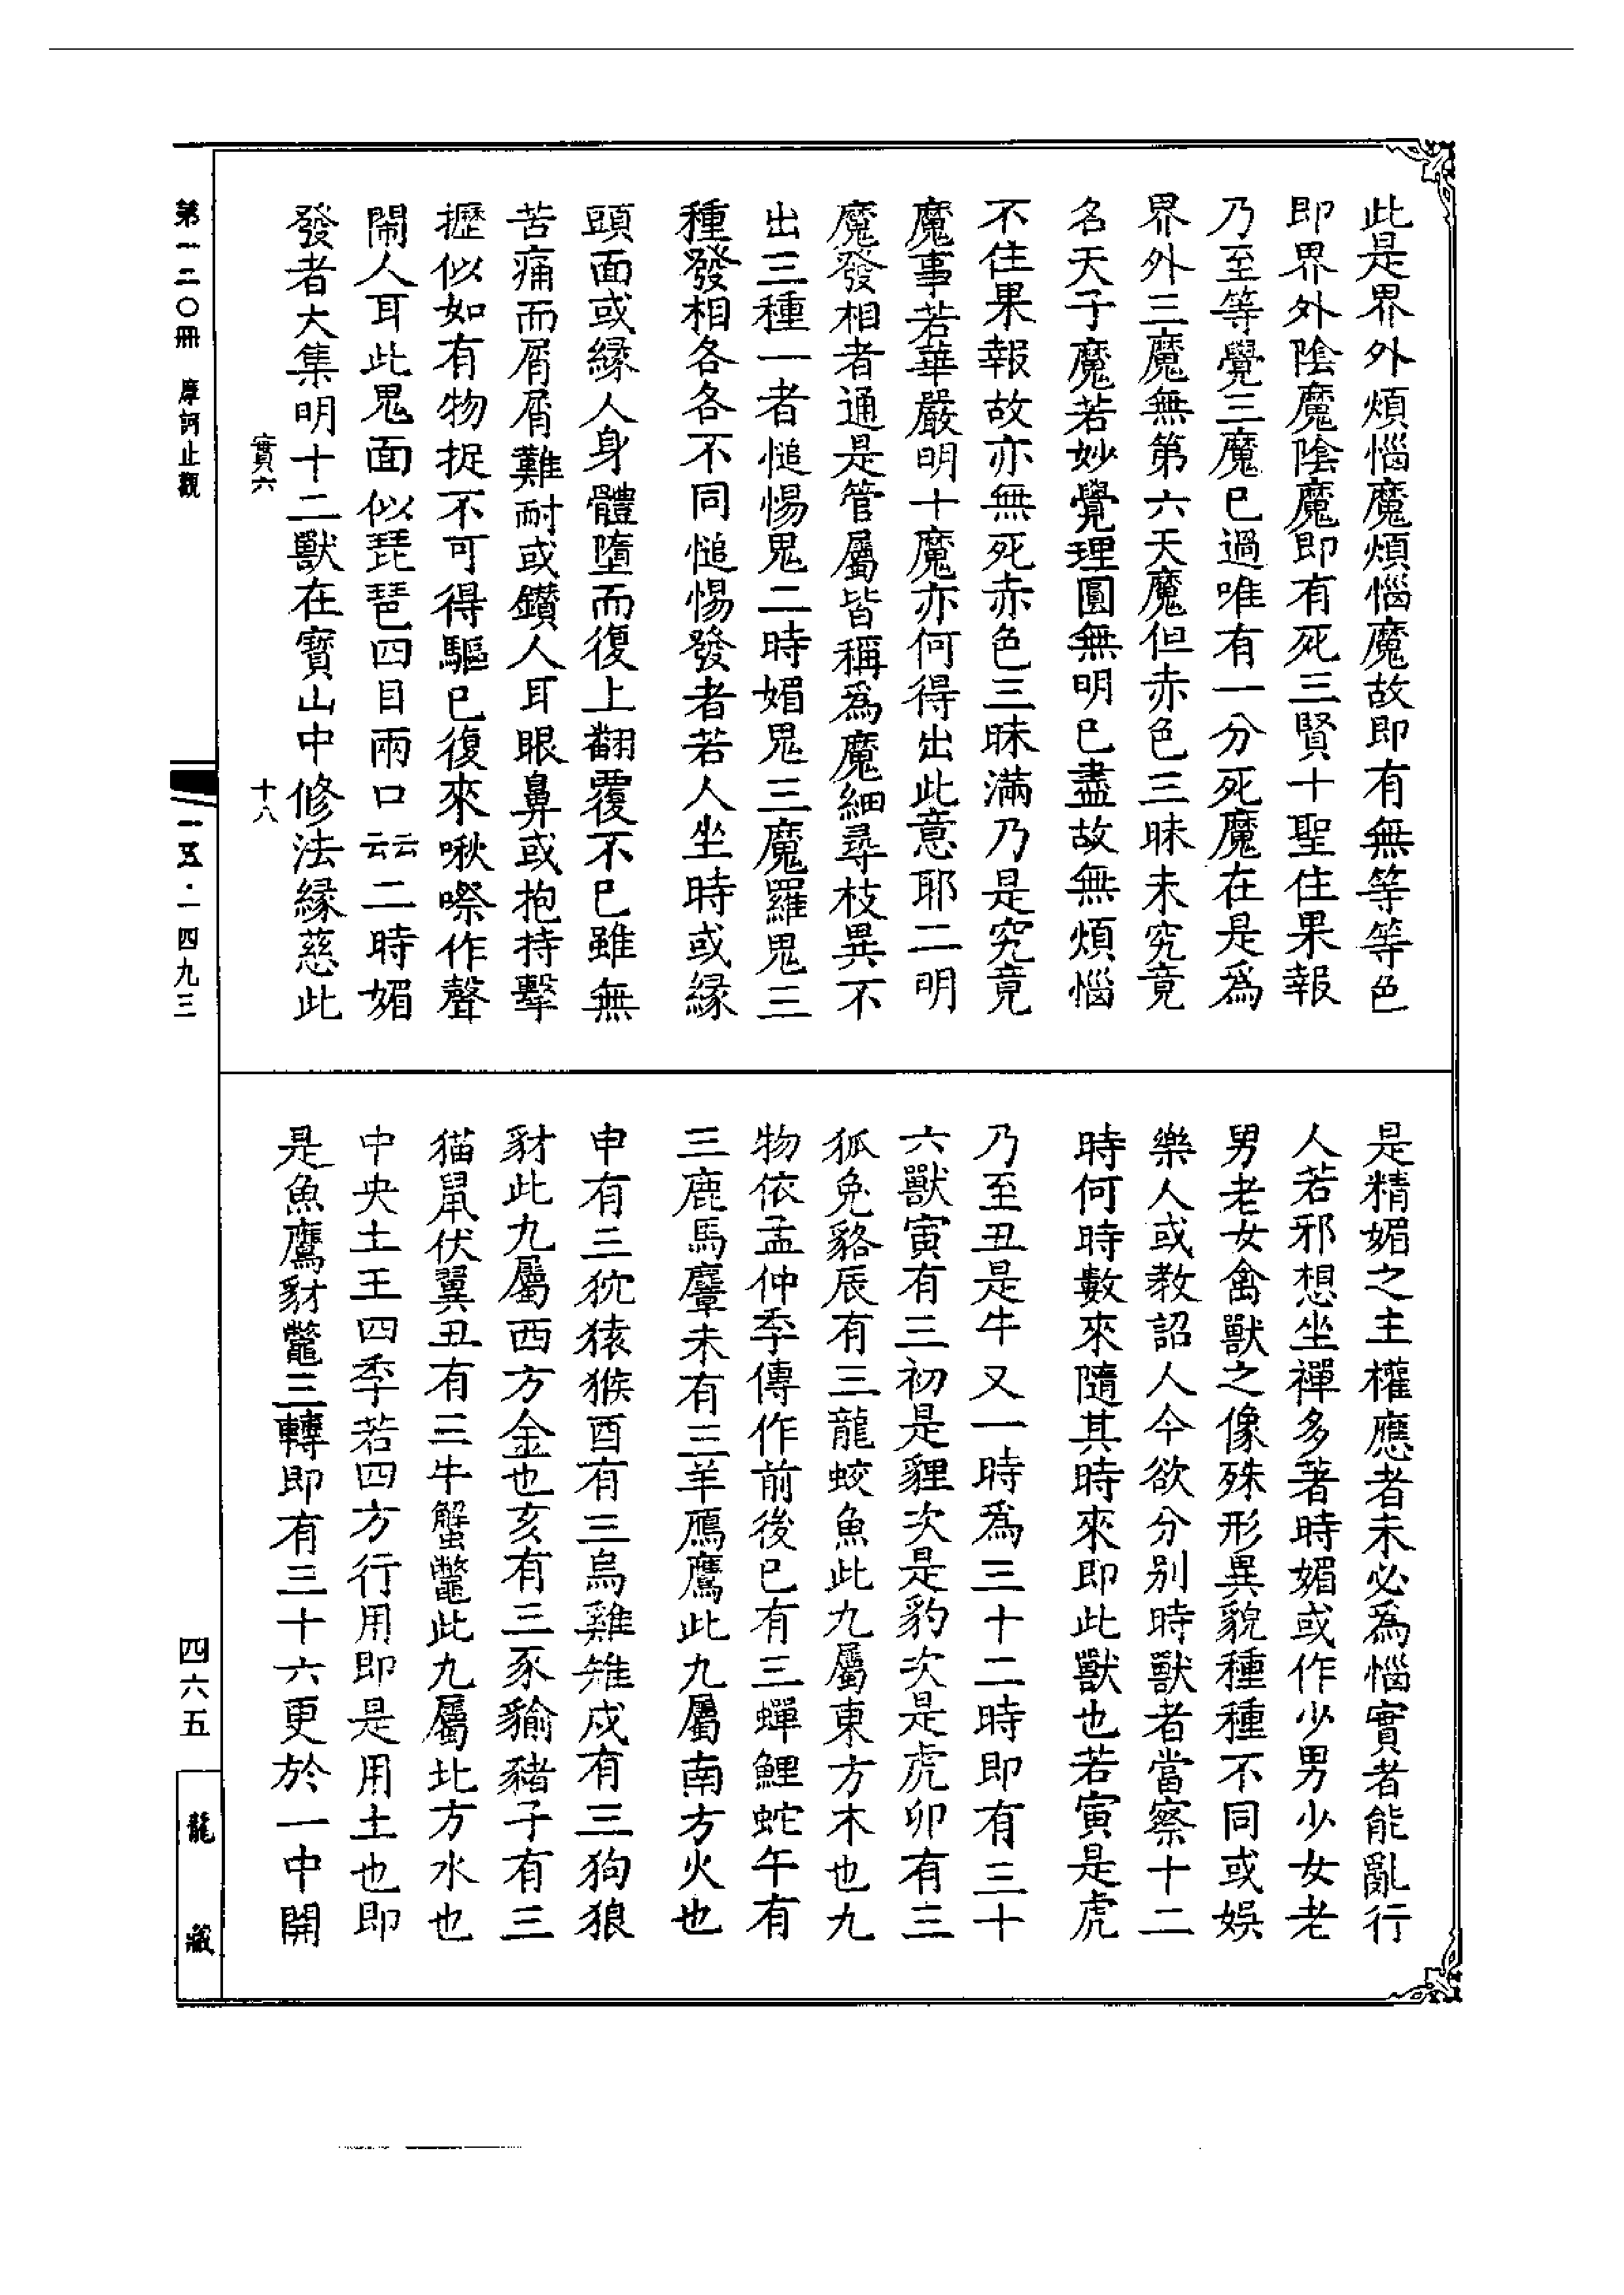 此是界外煩惱魔煩惱魔故即有無等等色
即界外陰魔陰魔即有死三賢十聖住果報
乃至等覺三魔已過唯有一分死魔在是為
界外三魔無第六天魔但赤色三昧未究竟
名天子魔若妙覺理圓無明已盡故無煩惱
不住果報故亦無死赤色三昧滿乃是究竟
魔事若華嚴明十魔亦何得出此意耶二明
魔發相者通是管屬皆稱為魔細尋枝異不
出三種一者慥惕鬼二時媚鬼三魔羅鬼三
種發相各各不同慥惕發者若人坐時或緣
頭面或緣人身體墮而復上翻覆不已雖無
苦痛而屑屑難耐或鑽人耳眼鼻或抱持擊
攊似如有物捉不可得驅已復來啾㗫作聲
鬧人耳此鬼面似琵琶四目兩口云云二時媚
發者大集明十二獸在寶山中修法緣慈此
實六 十八
是精媚之主權應者未必為惱實者能亂行
人若邪想坐禪多著時媚或作少男少女老
男老女禽獸之像殊形異貌種種不同或娛
樂人或教詔人今欲分別時獸者當察十二
時何時數來隨其時來即此獸也若寅是虎
乃至丑是牛又一時為三十二時即有三十
六獸寅有三初是貍次是豹次是虎卯有三
狐兔貉辰有三龍蛟魚此九屬東方木也九
物依孟仲季傳作前後已有三蟬鯉蛇午有
三鹿馬麞未有三羊鴈鷹此九屬南方火也
申有三狖猿猴酉有三烏雞雉戌有三狗狼
豺此九屬西方金也亥有三豕㺄豬子有三
猫鼠伏翼丑有三牛蟹鼈此九屬北方水也
中央土王四季若四方行用即是用土也即
是魚鷹豺鼈三轉即有三十六更於一中開
第一二〇冊 摩訶止觀
一五·一四九三
四六五
龍藏